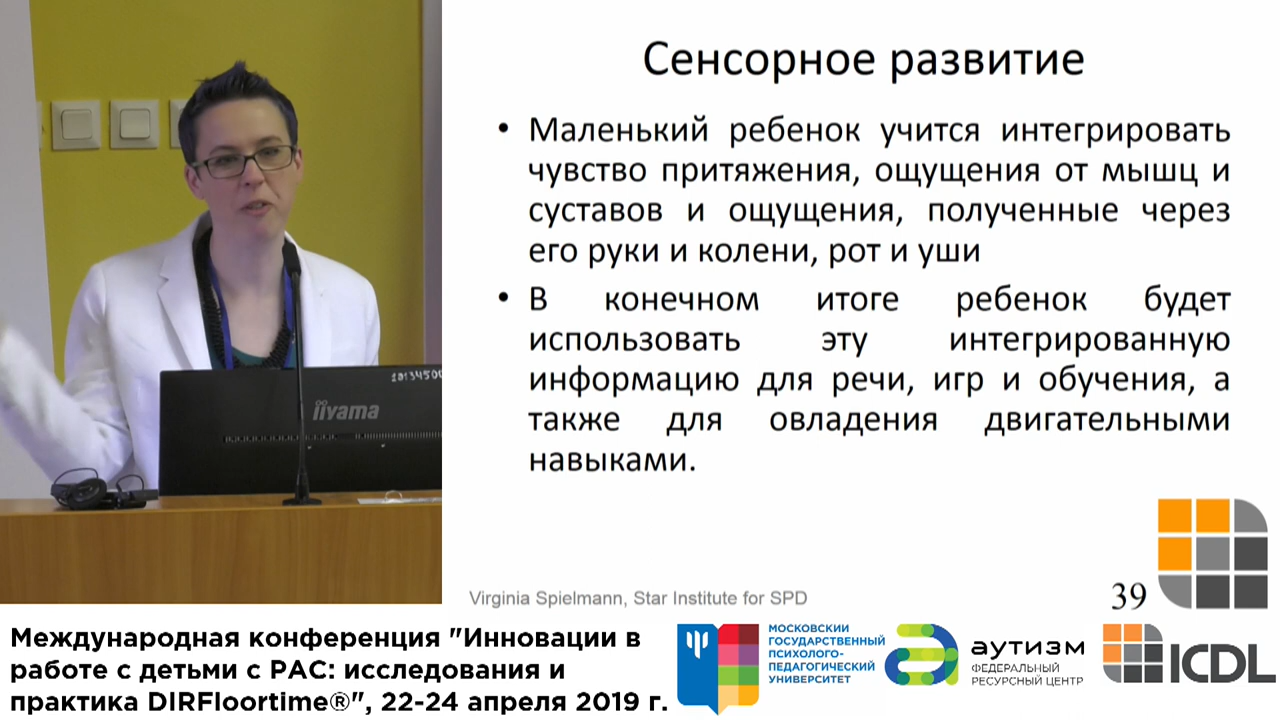 Сенсорное развитие
• Маленький ребенок учится интегрировать
чувство притяжения, ощущения от мышц и
суставов и ощущения, полученные через
его руки и колени, рот и уши
• В конечном итоге ребенок будет
использовать эту интегрированную
информацию для речи, игр и обучения, а
также для овладения двигательными
навыками.
iiyama
Virginia Spielmann, Star Institute for SPD
39
Международная конференция "Инновации в
работе с детьми с РАС: исследования и
практика DIRFloortime®", 22-24 апреля 2019 г.
МОСКОВСКИЙ
ГОСУДАРСТВЕННЫЙ
ПСИХОЛОГО-
ПЕДАГОГИЧЕСКИЙ
УНИВЕРСИТЕТ
аутизм
ФЕДЕРАЛЬНЫЙ
РЕСУРСНЫЙ ЦЕНТР
ICDL